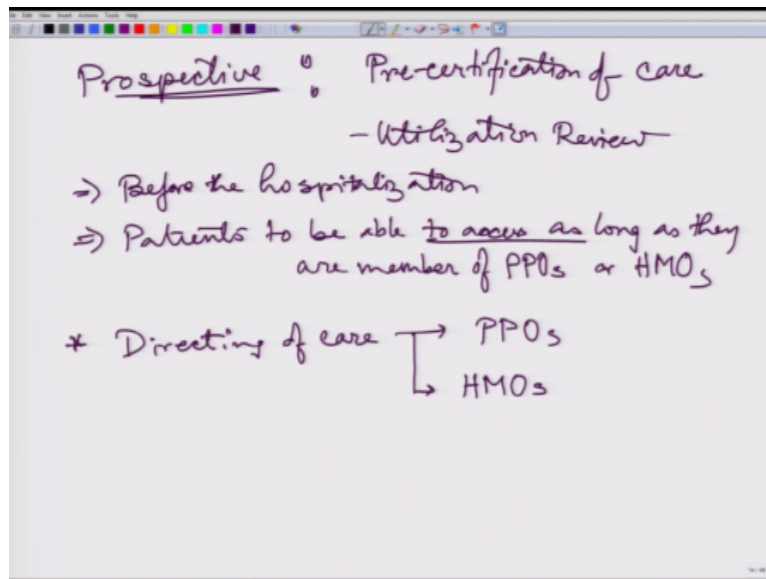 Prospective : Pre-certification of care
- Utilization Review
=> Before the hospitalization
=> Patients to be able to access as long as they
are member of PPOs or HMOs
* Directing of care → PPOs
↳ HMOs